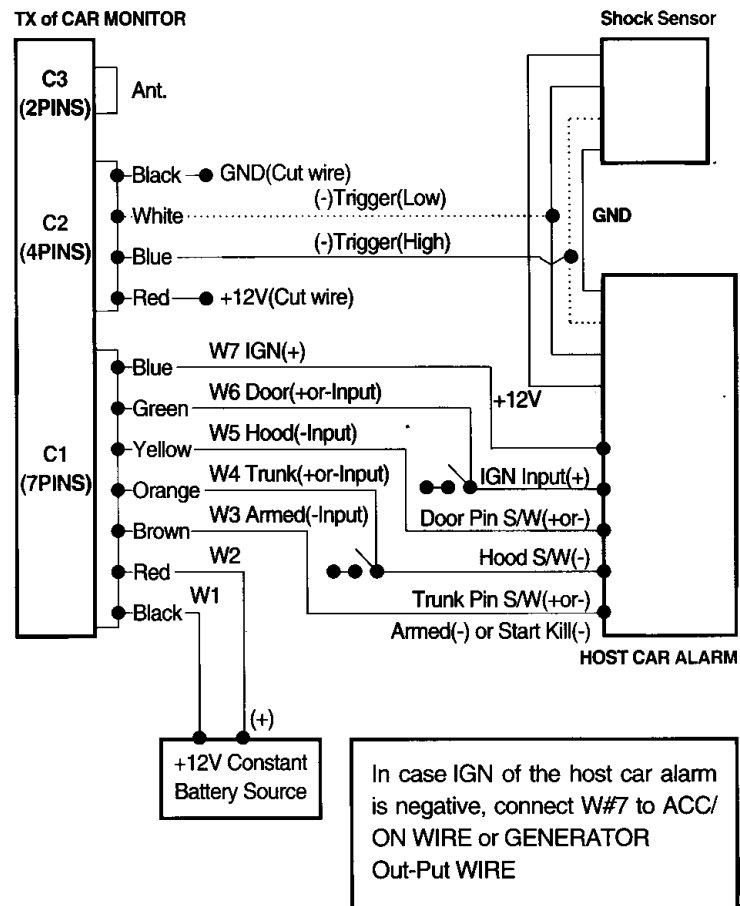 TX of CAR MONITOR
Shock Sensor
C3
(2PINS)
Ant.
C2
(4PINS)
Black
GND(Cut wire)
White
(-)Trigger(Low)
Blue
(-)Trigger(High)
Red
+12V(Cut wire)
GND
C1
(7PINS)
Blue
W7 IGN(+)
Green
W6 Door(+or-Input)
Yellow
W5 Hood(-Input)
Orange
W4 Trunk(+or-Input)
Brown
W3 Armed(-Input)
Red
W2
Black
W1
+12V
IGN Input(+)
Door Pin S/W(+or-)
Hood S/W(-)
Trunk Pin S/W(+or-)
Armed(-) or Start Kill(-)
HOST CAR ALARM
(+)
+12V Constant
Battery Source
In case IGN of the host car alarm
is negative, connect W#7 to ACC/
ON WIRE or GENERATOR
Out-Put WIRE